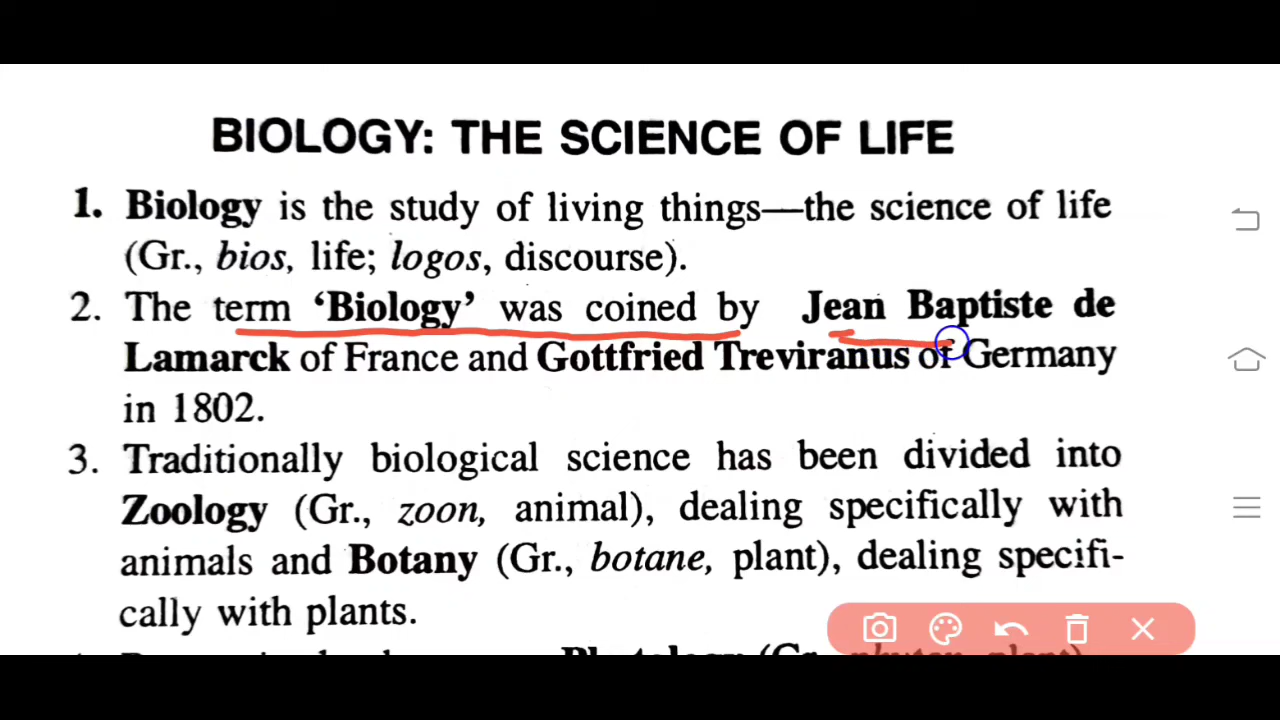 BIOLOGY: THE SCIENCE OF LIFE
1. Biology is the study of living things—the science of life
(Gr., bios, life; logos, discourse).
2. The term ‘Biology’ was coined by Jean Baptiste de
Lamarck of France and Gottfried Treviranus of Germany
in 1802.
3. Traditionally biological science has been divided into
Zoology (Gr., zoon, animal), dealing specifically with
animals and Botany (Gr., botane, plant), dealing specifi-
cally with plants.